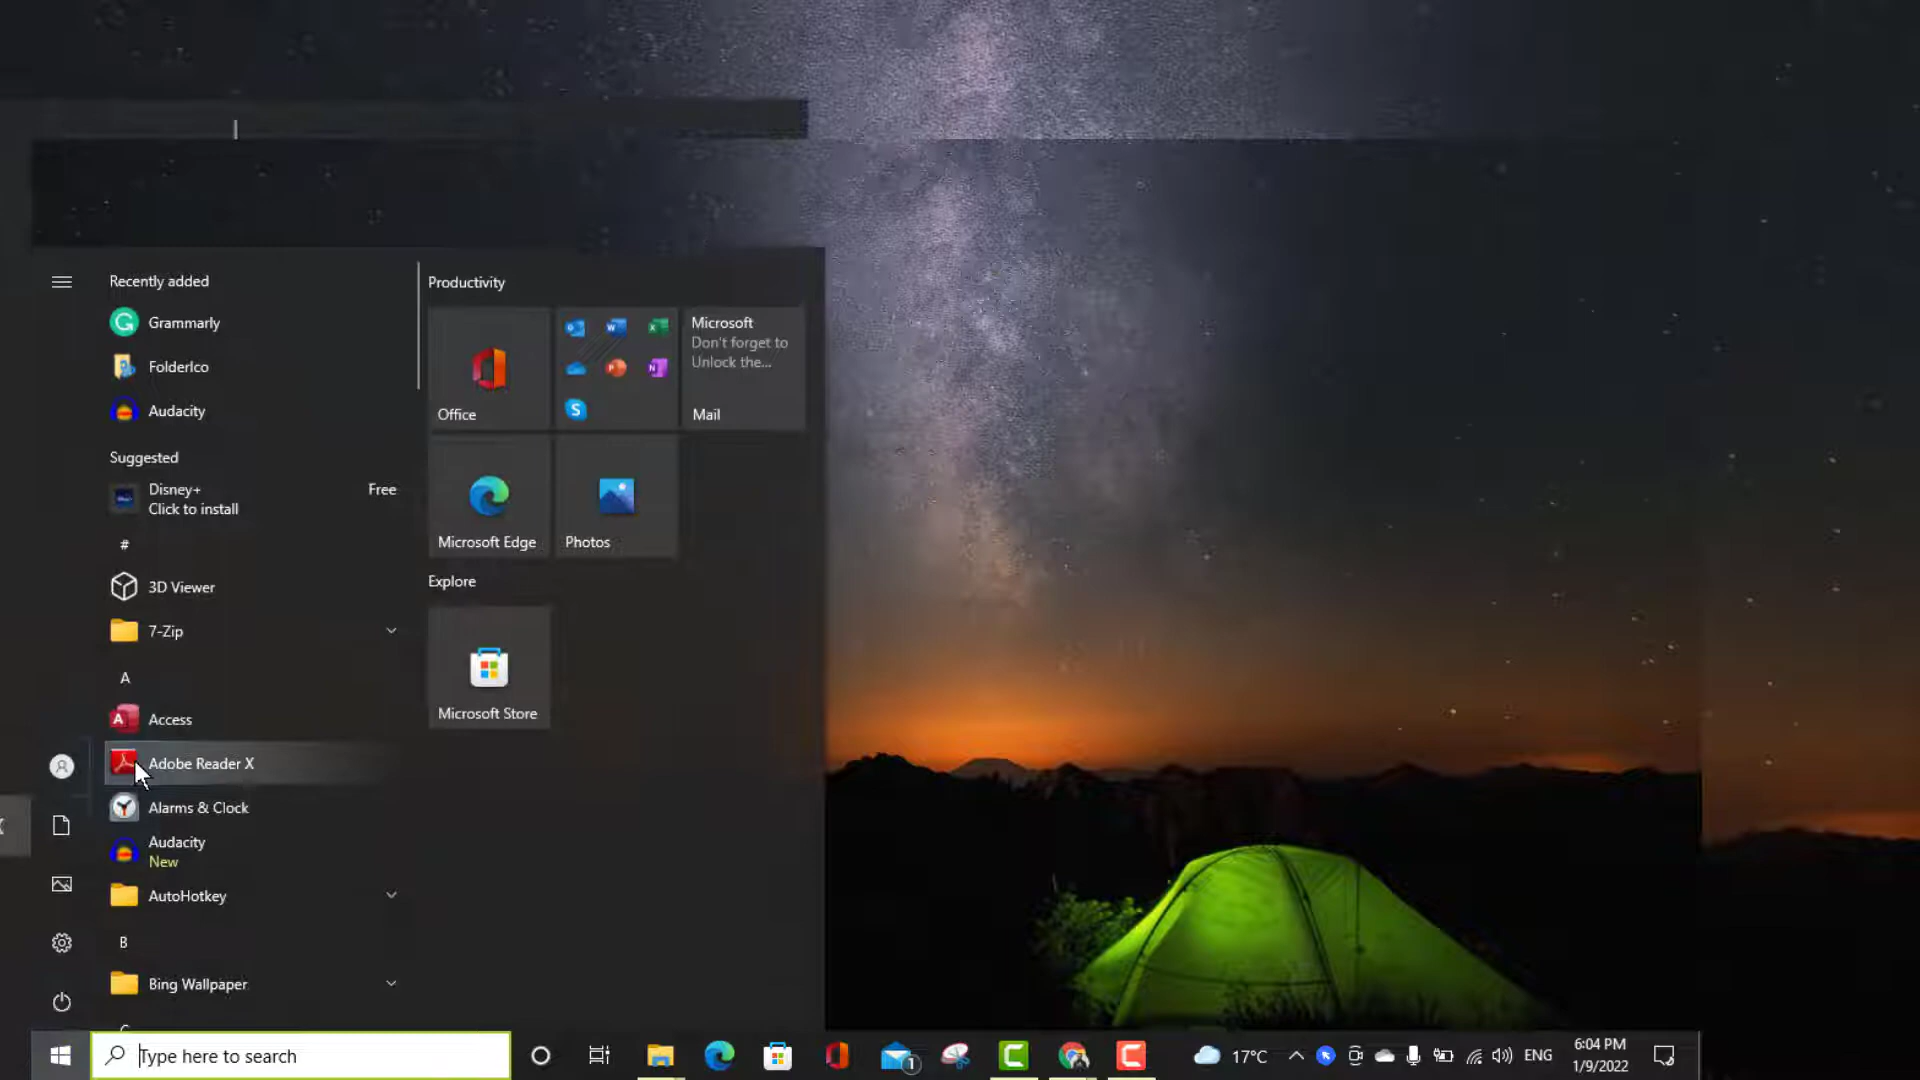 Recently added
Grammarly
FolderIco
Audacity
Suggested
Disney+
Free
Click to install
#
3D Viewer
7-Zip
A
Access
Adobe Reader X
Alarms & Clock
Audacity
New
AutoHotkey
B
Bing Wallpaper
Productivity
Office
Microsoft
Don't forget to
Unlock the...
Mail
Microsoft Edge
Photos
Explore
Microsoft Store
Type here to search
1
17°C
ENG
6:04 PM
1/9/2022